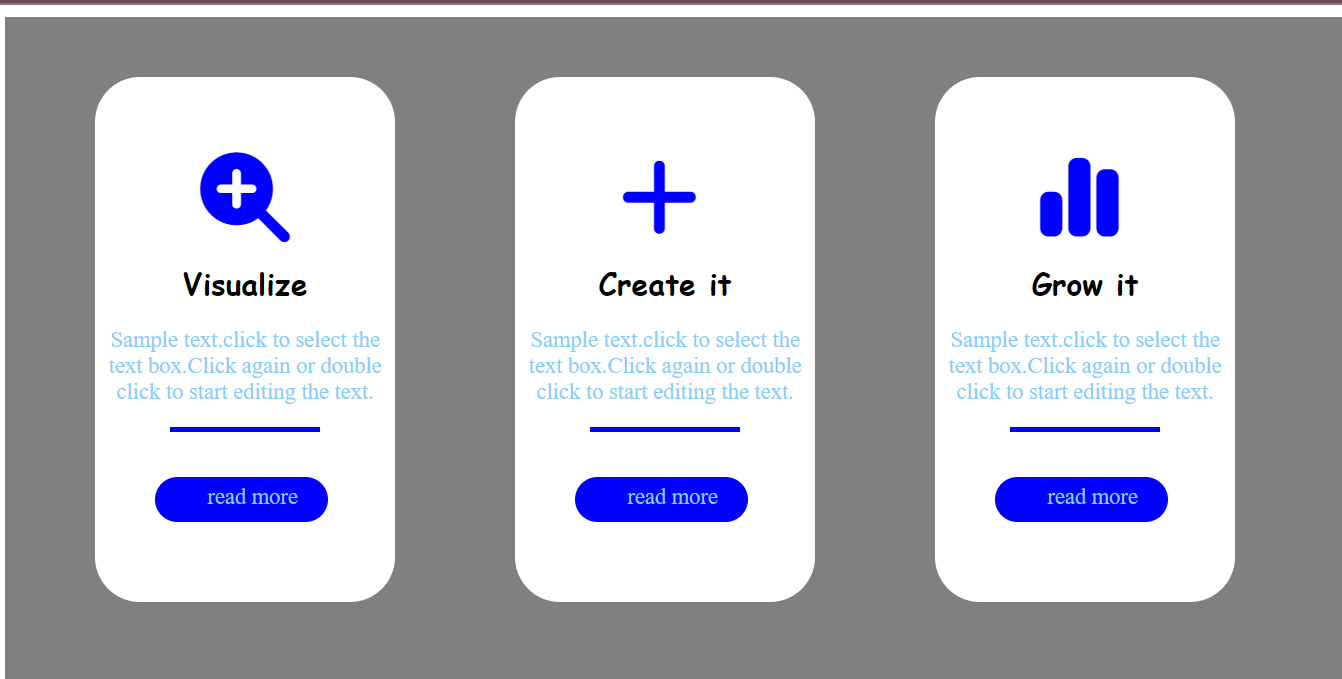 Visualize
Sample text.click to select the
text box.Click again or double
click to start editing the text.
read more
Create it
Sample text.click to select the
text box.Click again or double
click to start editing the text.
read more
Grow it
Sample text.click to select the
text box.Click again or double
click to start editing the text.
read more